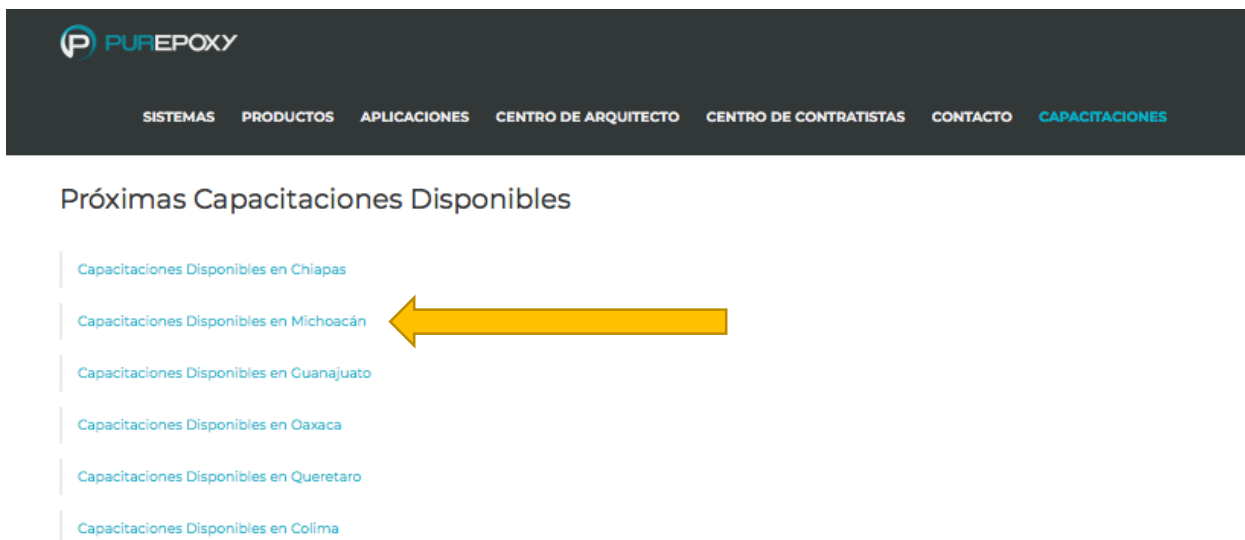 PUREPOXY
SISTEMAS PRODUCTOS APLICACIONES CENTRO DE ARQUITECTO CENTRO DE CONTRATISTAS CONTACTO CAPACITACIONES
Próximas Capacitaciones Disponibles
Capacitaciones Disponibles en Chiapas
Capacitaciones Disponibles en Michoacán
Capacitaciones Disponibles en Guanajuato
Capacitaciones Disponibles en Oaxaca
Capacitaciones Disponibles en Queretaro
Capacitaciones Disponibles en Colima